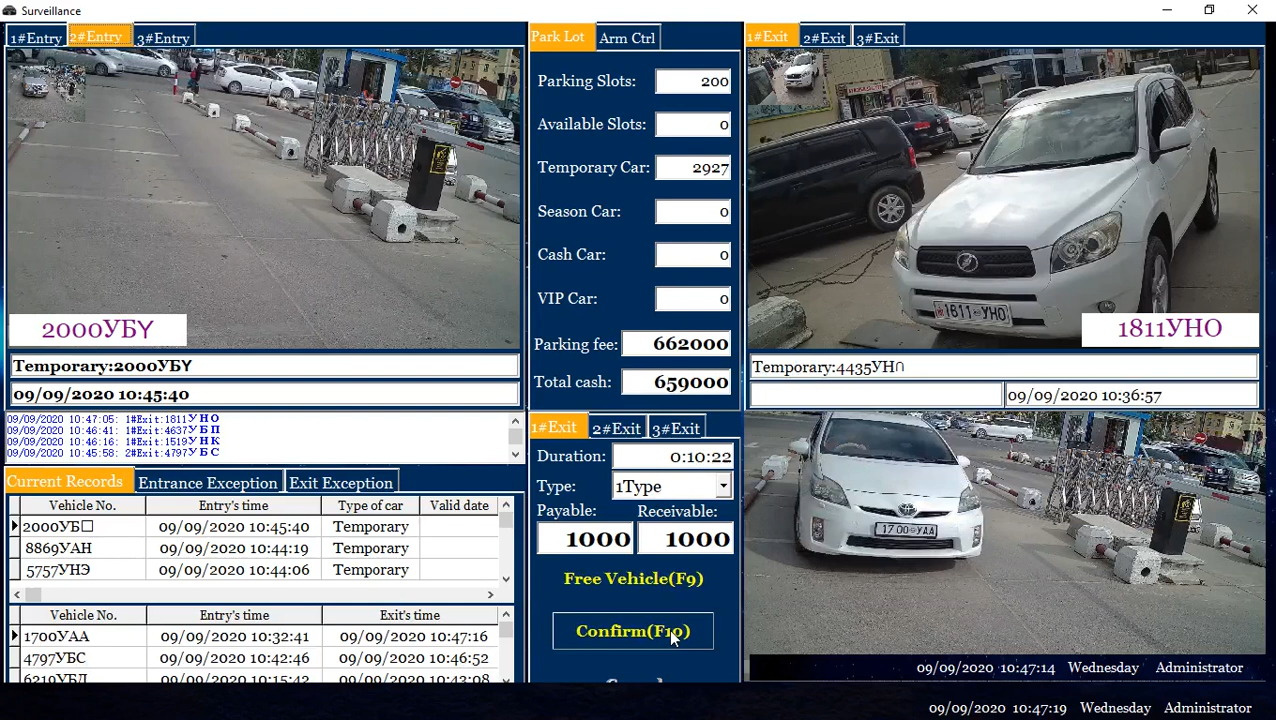 Surveillance
1#Entry 2#Entry 3#Entry
2000УБҮ
Temporary:2000УБҮ
09/09/2020 10:45:40
09/09/2020 10:47:05: 1#Exit:1811УНО
09/09/2020 10:46:41: 1#Exit:4637УБП
09/09/2020 10:46:16: 1#Exit:1519УНК
09/09/2020 10:45:58: 2#Exit:4797УБС
Current Records Entrance Exception Exit Exception
Vehicle No. Entry's time Type of car Valid date
2000УБ□ 09/09/2020 10:45:40 Temporary
8869УАН 09/09/2020 10:44:19 Temporary
5757УНЭ 09/09/2020 10:44:06 Temporary
Vehicle No. Entry's time Exit's time
1700УАА 09/09/2020 10:32:41 09/09/2020 10:47:16
4797УБС 09/09/2020 10:42:46 09/09/2020 10:46:52
Park Lot Arm Ctrl
Parking Slots: 200
Available Slots: 0
Temporary Car: 2927
Season Car: 0
Cash Car: 0
VIP Car: 0
Parking fee: 662000
Total cash: 659000
1#Exit 2#Exit 3#Exit
Duration: 0:10:22
Type: 1Type
Payable: Receivable:
1000 1000
Free Vehicle(F9)
Confirm(F10)
1#Exit 2#Exit 3#Exit
1811 УНО
1811УНО
Temporary:4435УН∩
09/09/2020 10:36:57
17 00 УАА
09/09/2020 10:47:14 Wednesday Administrator
09/09/2020 10:47:19 Wednesday Administrator